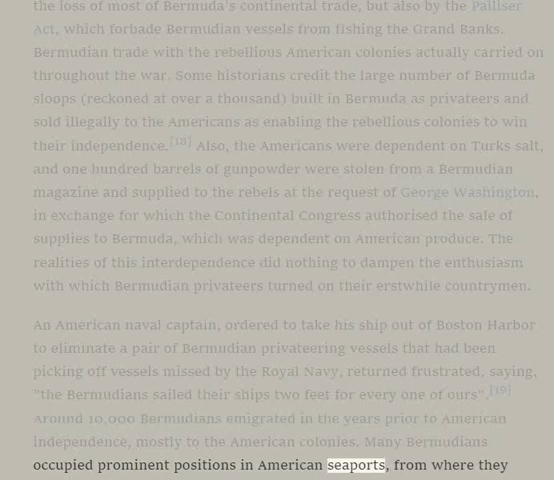 the loss of most of Bermuda's continental trade, but also by the Palliser
Act, which forbade Bermudian vessels from fishing the Grand Banks.
Bermudian trade with the rebellious American colonies actually carried on
throughout the war. Some historians credit the large number of Bermuda
sloops (reckoned at over a thousand) built in Bermuda as privateers and
sold illegally to the Americans as enabling the rebellious colonies to win
their independence.[18] Also, the Americans were dependent on Turks salt,
and one hundred barrels of gunpowder were stolen from a Bermudian
magazine and supplied to the rebels at the request of George Washington,
in exchange for which the Continental Congress authorised the sale of
supplies to Bermuda, which was dependent on American produce. The
realities of this interdependence did nothing to dampen the enthusiasm
with which Bermudian privateers turned on their erstwhile countrymen.
An American naval captain, ordered to take his ship out of Boston Harbor
to eliminate a pair of Bermudian privateering vessels that had been
picking off vessels missed by the Royal Navy, returned frustrated, saying,
"the Bermudians sailed their ships two feet for every one of ours".[19]
Around 10,000 Bermudians emigrated in the years prior to American
independence, mostly to the American colonies. Many Bermudians
occupied prominent positions in American seaports, from where they